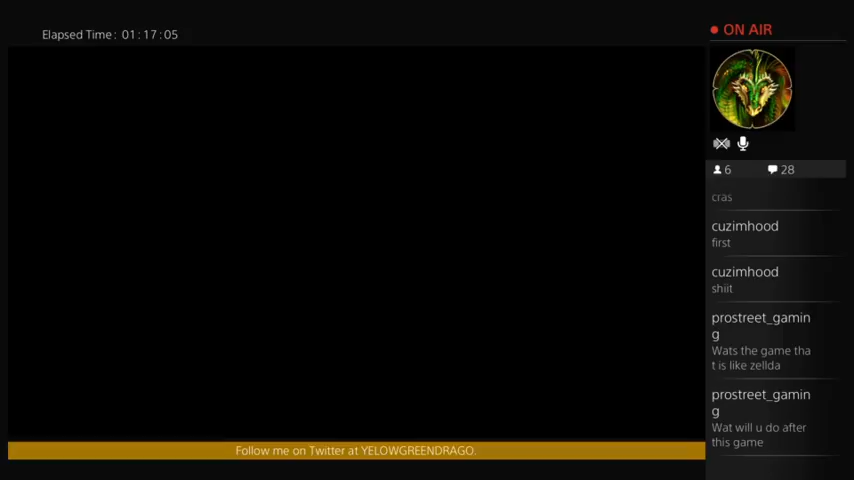 Elapsed Time: 01:17:05
ON AIR
6
28
cras
cuzimhood
first
cuzimhood
shiit
prostreet_gamin
g
Wats the game tha
t is like zellda
prostreet_gamin
g
Wat will u do after
this game
Follow me on Twitter at YELOWGREENDRAGO.